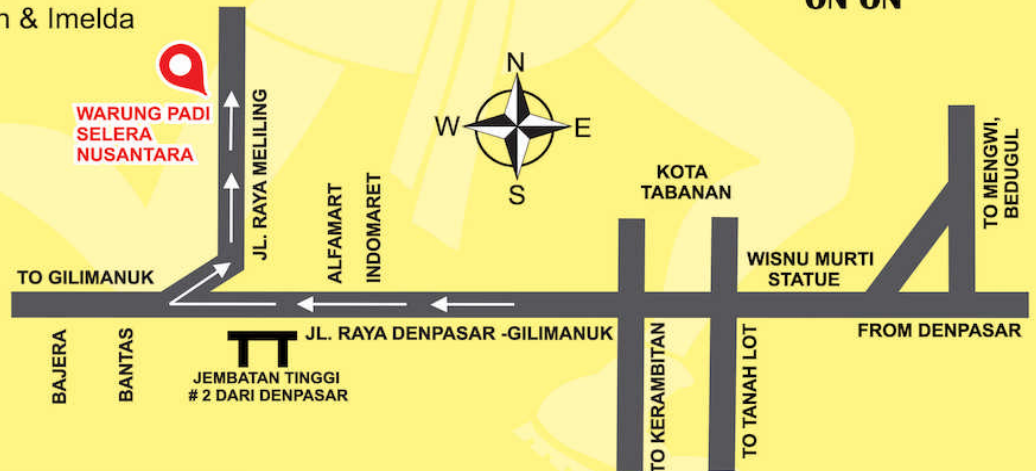 & Imelda
ON ON
N
W
E
S
WARUNG PADI
SELERA
NUSANTARA
JL. RAYA MELILING
ALFAMART
INDOMARET
KOTA
TABANAN
TO MENGWI,
BEDUGUL
WISNU MURTI
STATUE
TO GILIMANUK
JL. RAYA DENPASAR -GILIMANUK
FROM DENPASAR
BAJERA
BANTAS
JEMBATAN TINGGI
# 2 DARI DENPASAR
TO KERAMBITAN
TO TANAH LOT